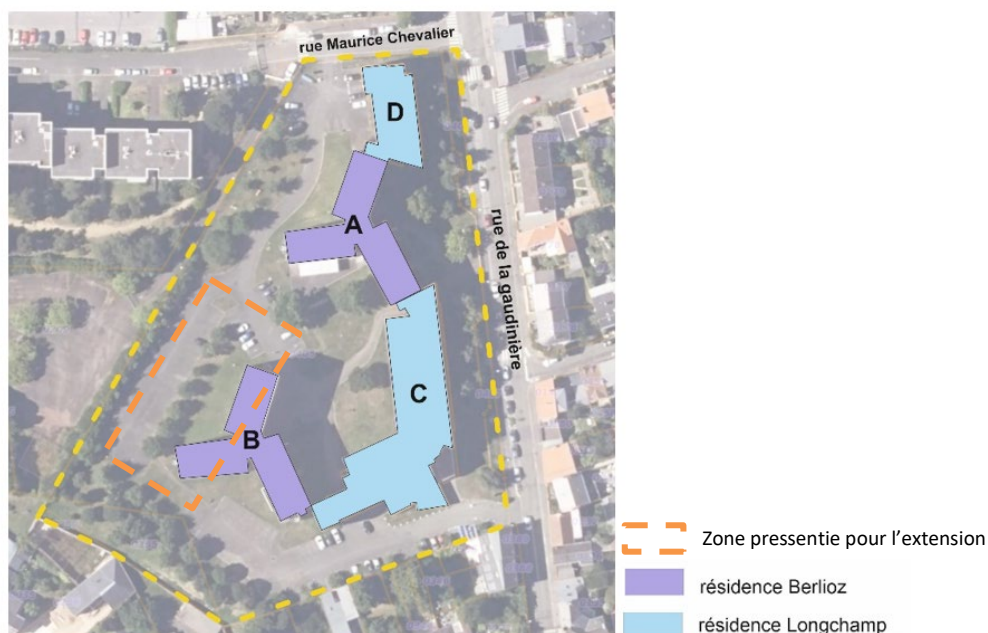 rue Maurice Chevalier
D
A
rue de la gaudinière
C
B
Zone pressentie pour l'extension
résidence Berlioz
résidence Longchamp